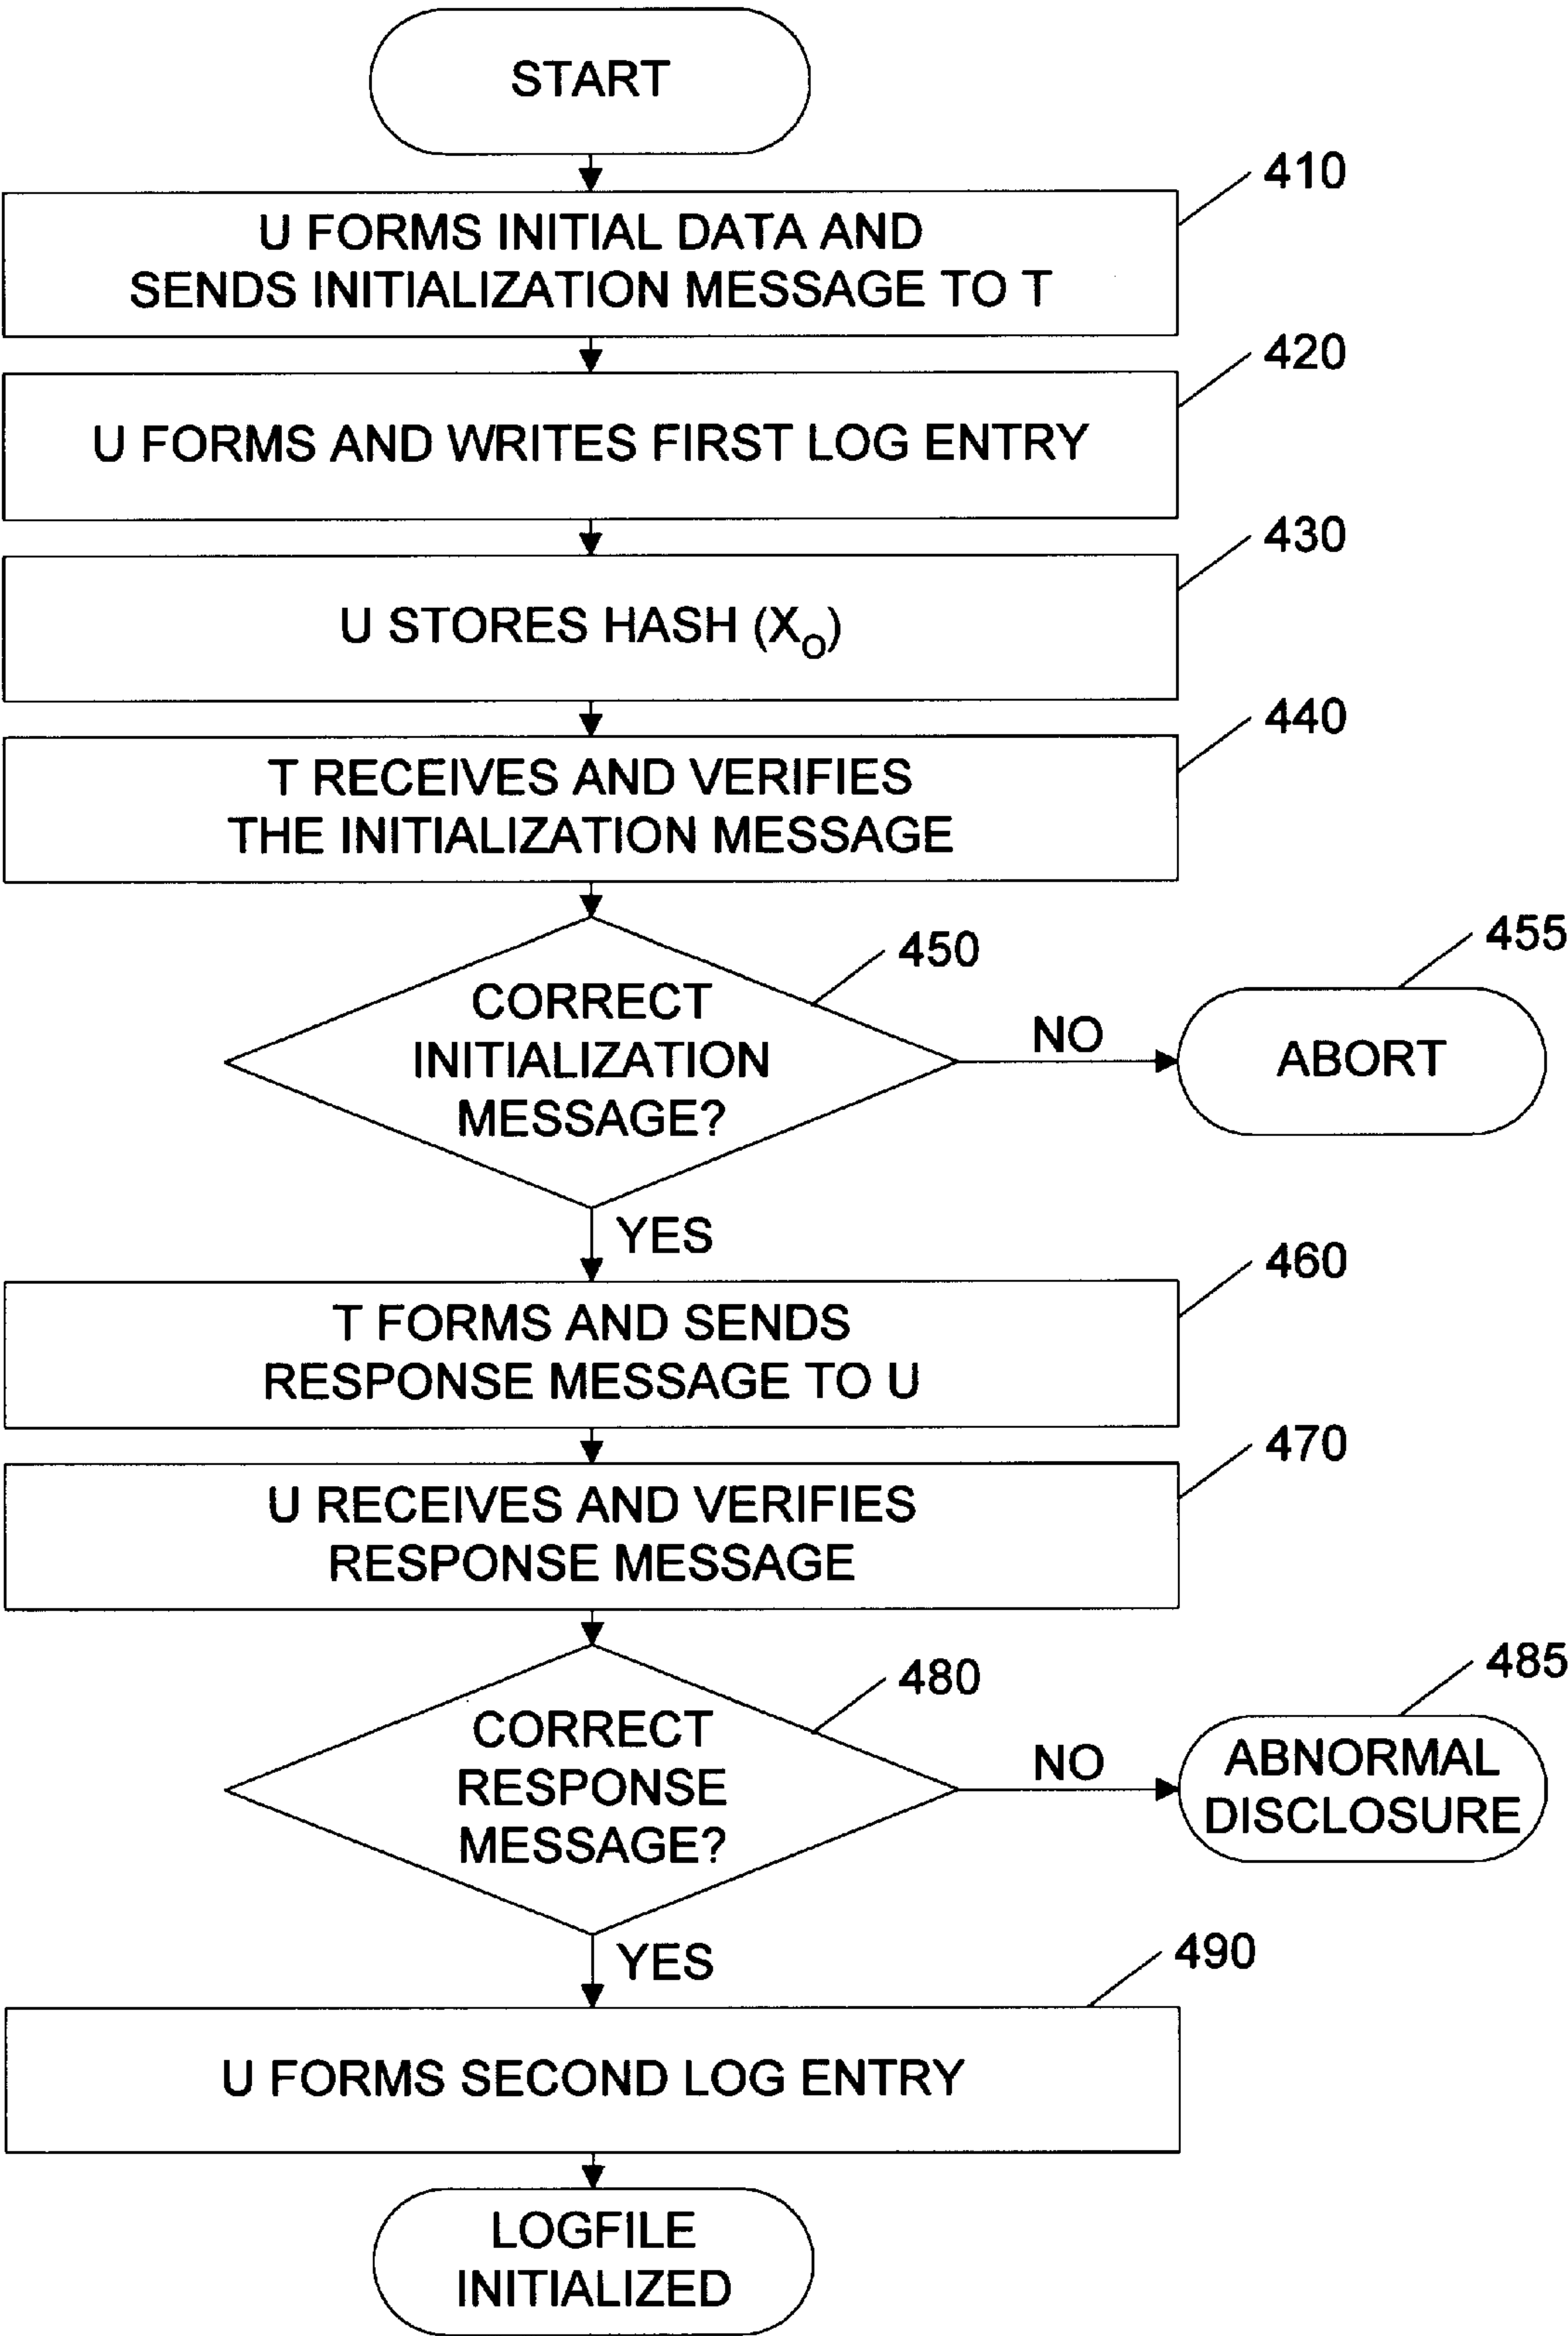 START
410
U FORMS INITIAL DATA AND
SENDS INITIALIZATION MESSAGE TO T
420
U FORMS AND WRITES FIRST LOG ENTRY
430
U STORES HASH (X₀)
440
T RECEIVES AND VERIFIES
THE INITIALIZATION MESSAGE
450
CORRECT
INITIALIZATION
MESSAGE?
NO
455
ABORT
YES
460
T FORMS AND SENDS
RESPONSE MESSAGE TO U
470
U RECEIVES AND VERIFIES
RESPONSE MESSAGE
480
CORRECT
RESPONSE
MESSAGE?
NO
485
ABNORMAL
DISCLOSURE
YES
490
U FORMS SECOND LOG ENTRY
LOGFILE
INITIALIZED